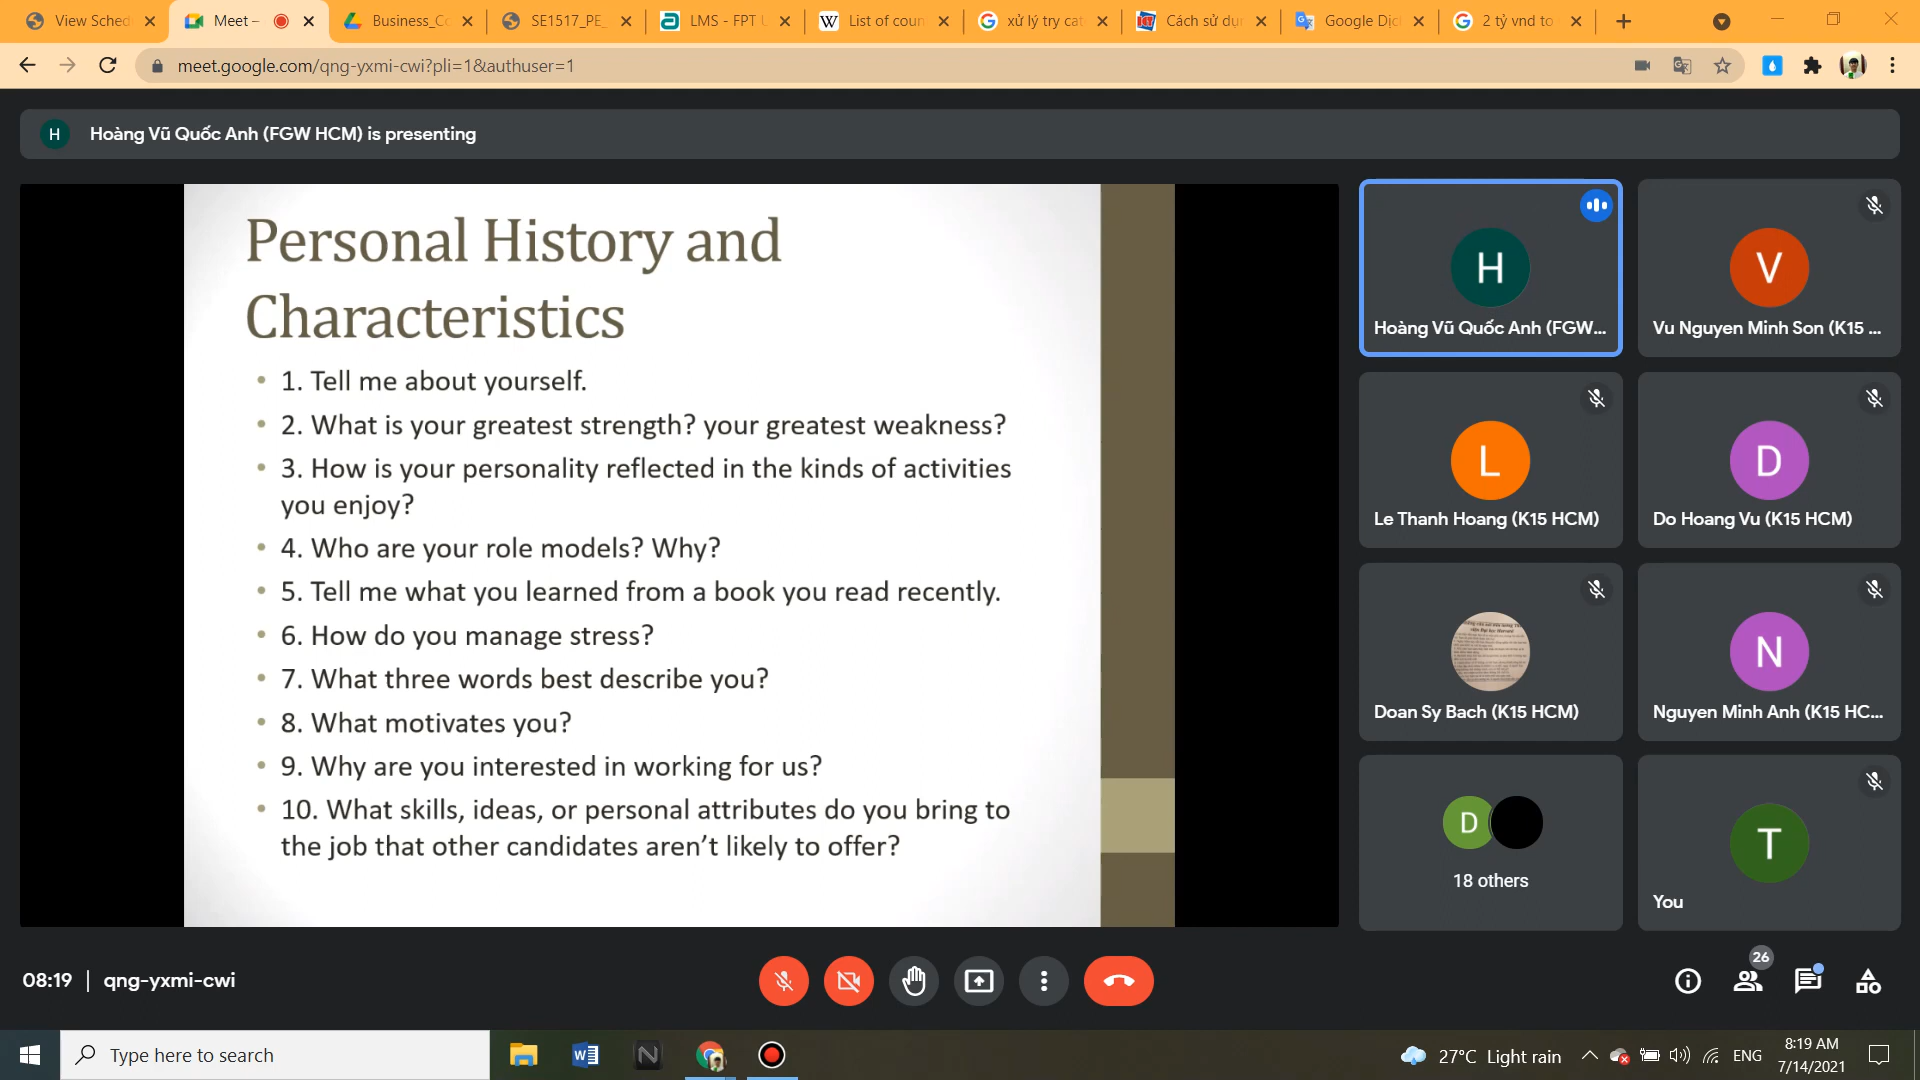 View Sched
Meet –
Business_Co
SE1517_PE_
LMS - FPT U
List of coun
xử lý try cat
Cách sử dụn
Google Dịc
2 tỷ vnd to
meet.google.com/qng-yxmi-cwi?pli=1&authuser=1
H
Hoàng Vũ Quốc Anh (FGW HCM) is presenting
Personal History and
Characteristics
• 1. Tell me about yourself.
• 2. What is your greatest strength? your greatest weakness?
• 3. How is your personality reflected in the kinds of activities
you enjoy?
• 4. Who are your role models? Why?
• 5. Tell me what you learned from a book you read recently.
• 6. How do you manage stress?
• 7. What three words best describe you?
• 8. What motivates you?
• 9. Why are you interested in working for us?
• 10. What skills, ideas, or personal attributes do you bring to
the job that other candidates aren't likely to offer?
H
Hoàng Vũ Quốc Anh (FGW...
V
Vu Nguyen Minh Son (K15 ...
L
Le Thanh Hoang (K15 HCM)
D
Do Hoang Vu (K15 HCM)
Doan Sy Bach (K15 HCM)
N
Nguyen Minh Anh (K15 HC...
D
18 others
T
You
08:19 | qng-yxmi-cwi
26
Type here to search
27°C Light rain
ENG
8:19 AM
7/14/2021